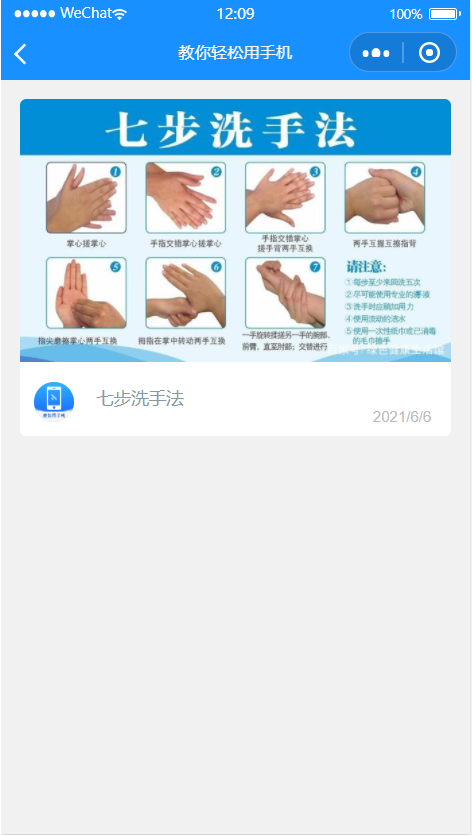 WeChat
12:09
100%
教你轻松用手机
七步洗手法
1
2
3
4
掌心搓掌心
手指交错掌心搓掌心
手指交错掌心
搓手背两手互换
两手互握互擦指背
5
6
7
请注意:
①每步至少来回洗五次
②尽可能使用专业的
液
③洗手时应稍加用力
④使用流动的洁水
⑤使用一次性纸巾或已消毒
的毛巾擦手
指尖摩擦掌心两手互换
拇指在掌中转动两手互换
一手旋转揉搓另一手的腕部、
前臂，直至肘部；交替进行
七步洗手法
2021/6/6